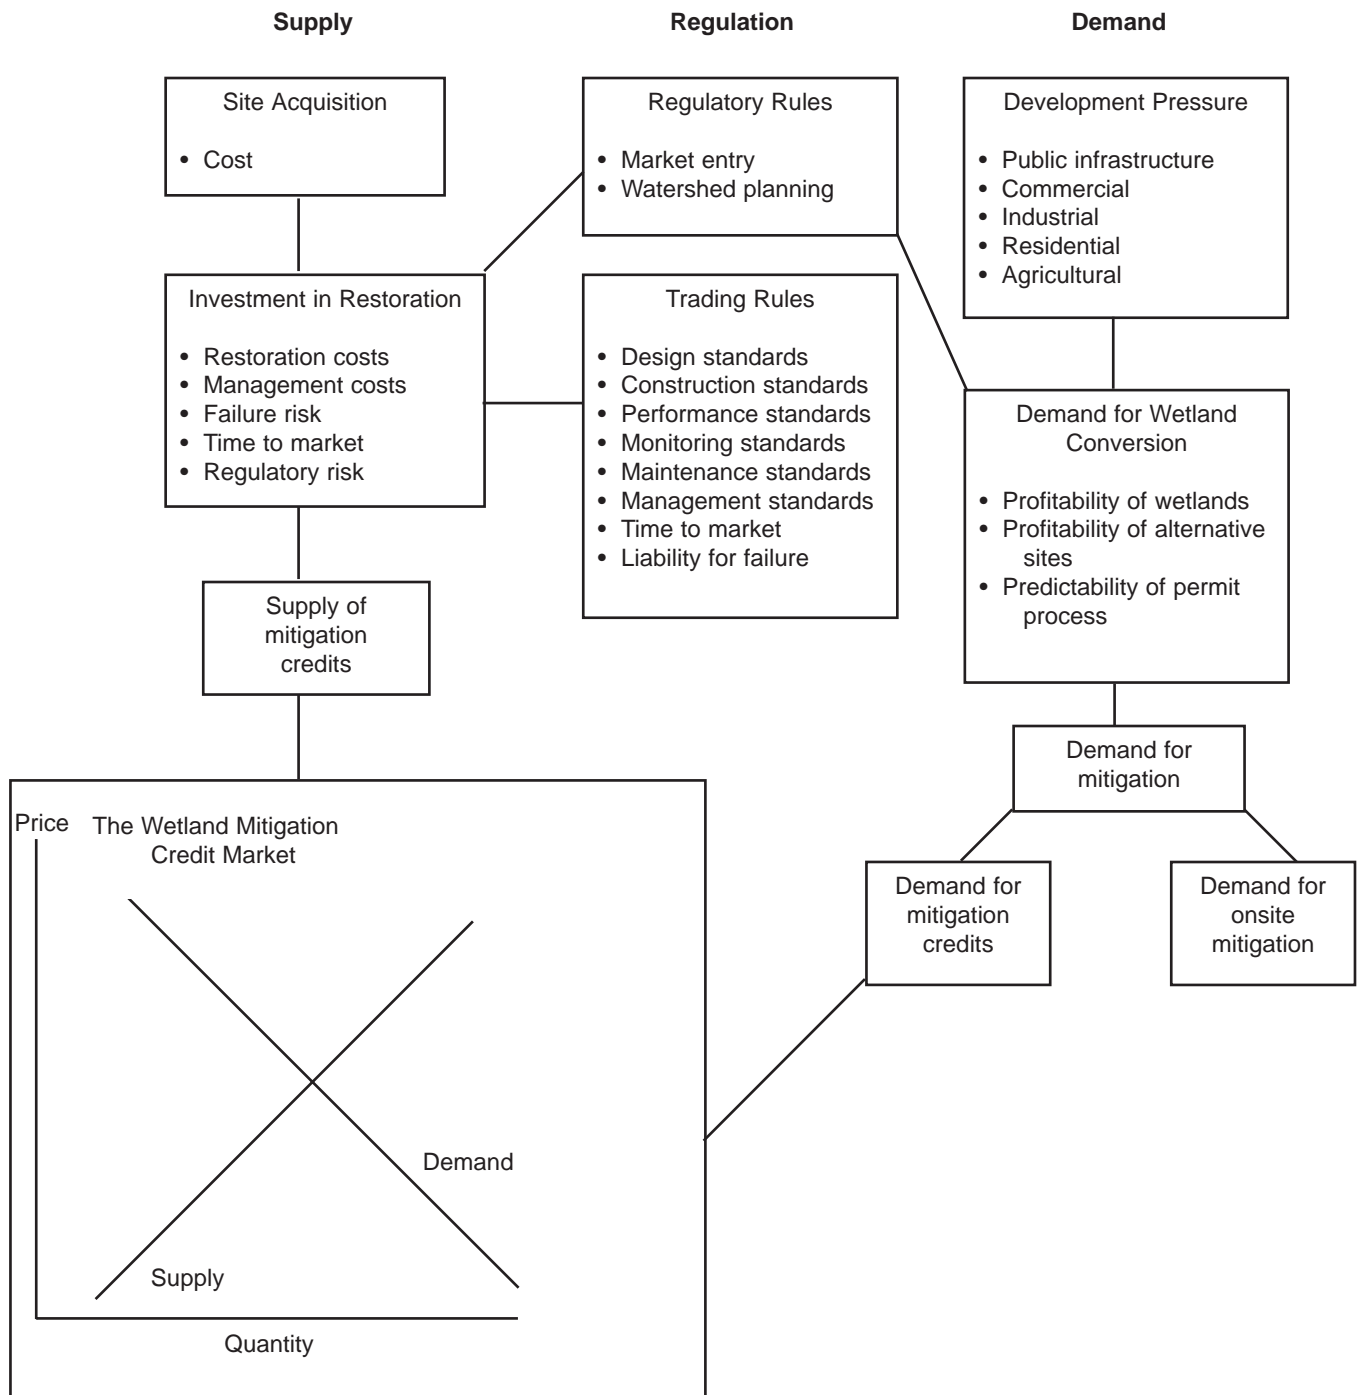 Supply
Regulation
Demand
Site Acquisition
• Cost
Regulatory Rules
• Market entry
• Watershed planning
Development Pressure
• Public infrastructure
• Commercial
• Industrial
• Residential
• Agricultural
Investment in Restoration
• Restoration costs
• Management costs
• Failure risk
• Time to market
• Regulatory risk
Trading Rules
• Design standards
• Construction standards
• Performance standards
• Monitoring standards
• Maintenance standards
• Management standards
• Time to market
• Liability for failure
Demand for Wetland
Conversion
• Profitability of wetlands
• Profitability of alternative
sites
• Predictability of permit
process
Supply of
mitigation
credits
Demand for
mitigation
Demand for
mitigation
credits
Demand for
onsite
mitigation
Price
The Wetland Mitigation
Credit Market
Demand
Supply
Quantity